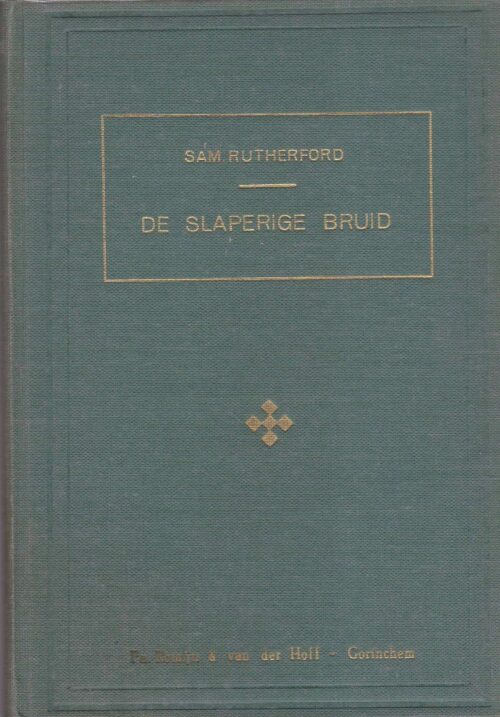 SAM RUTHERFORD
DE SLAPERIGE BRUID
Fa. Romijn & van der Hoff - Gorinchem